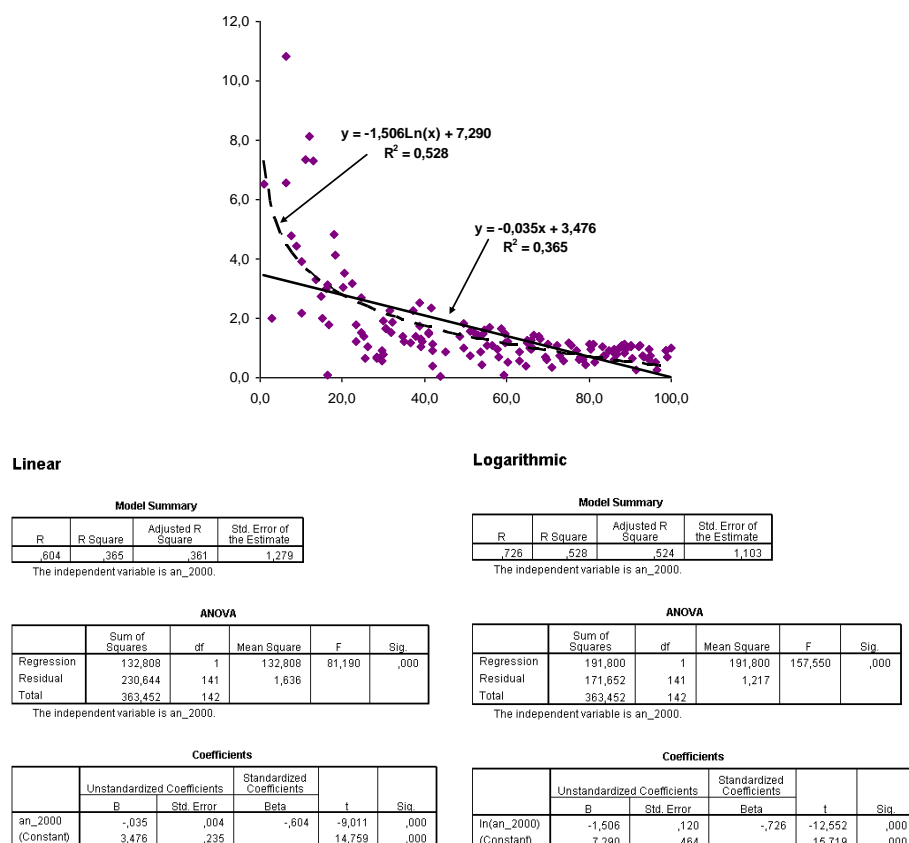 12,0
10,0
8,0
6,0
4,0
2,0
0,0
y = -1,506Ln(x) + 7,290
R² = 0,528
y = -0,035x + 3,476
R² = 0,365
0,0 20,0 40,0 60,0 80,0 100,0
Linear
Model Summary
R R Square Adjusted R Square Std. Error of the Estimate
,604 ,365 ,361 1,279
The independent variable is an_2000.
ANOVA
Sum of Squares df Mean Square F Sig.
Regression 132,808 1 132,808 81,190 ,000
Residual 230,644 141 1,636
Total 363,452 142
The independent variable is an_2000.
Coefficients
Unstandardized Coefficients Standardized Coefficients
B Std. Error Beta t Sig.
an_2000 -,035 ,004 -,604 -9,011 ,000
(Constant) 3,476 ,235 14,759 ,000
Logarithmic
Model Summary
R R Square Adjusted R Square Std. Error of the Estimate
,726 ,528 ,524 1,103
The independent variable is an_2000.
ANOVA
Sum of Squares df Mean Square F Sig.
Regression 191,800 1 191,800 157,550 ,000
Residual 171,652 141 1,217
Total 363,452 142
The independent variable is an_2000.
Coefficients
Unstandardized Coefficients Standardized Coefficients
B Std. Error Beta t Sig.
ln(an_2000) -1,506 ,120 -,726 -12,552 ,000
(Constant) 7,290 ,464 15,719 ,000